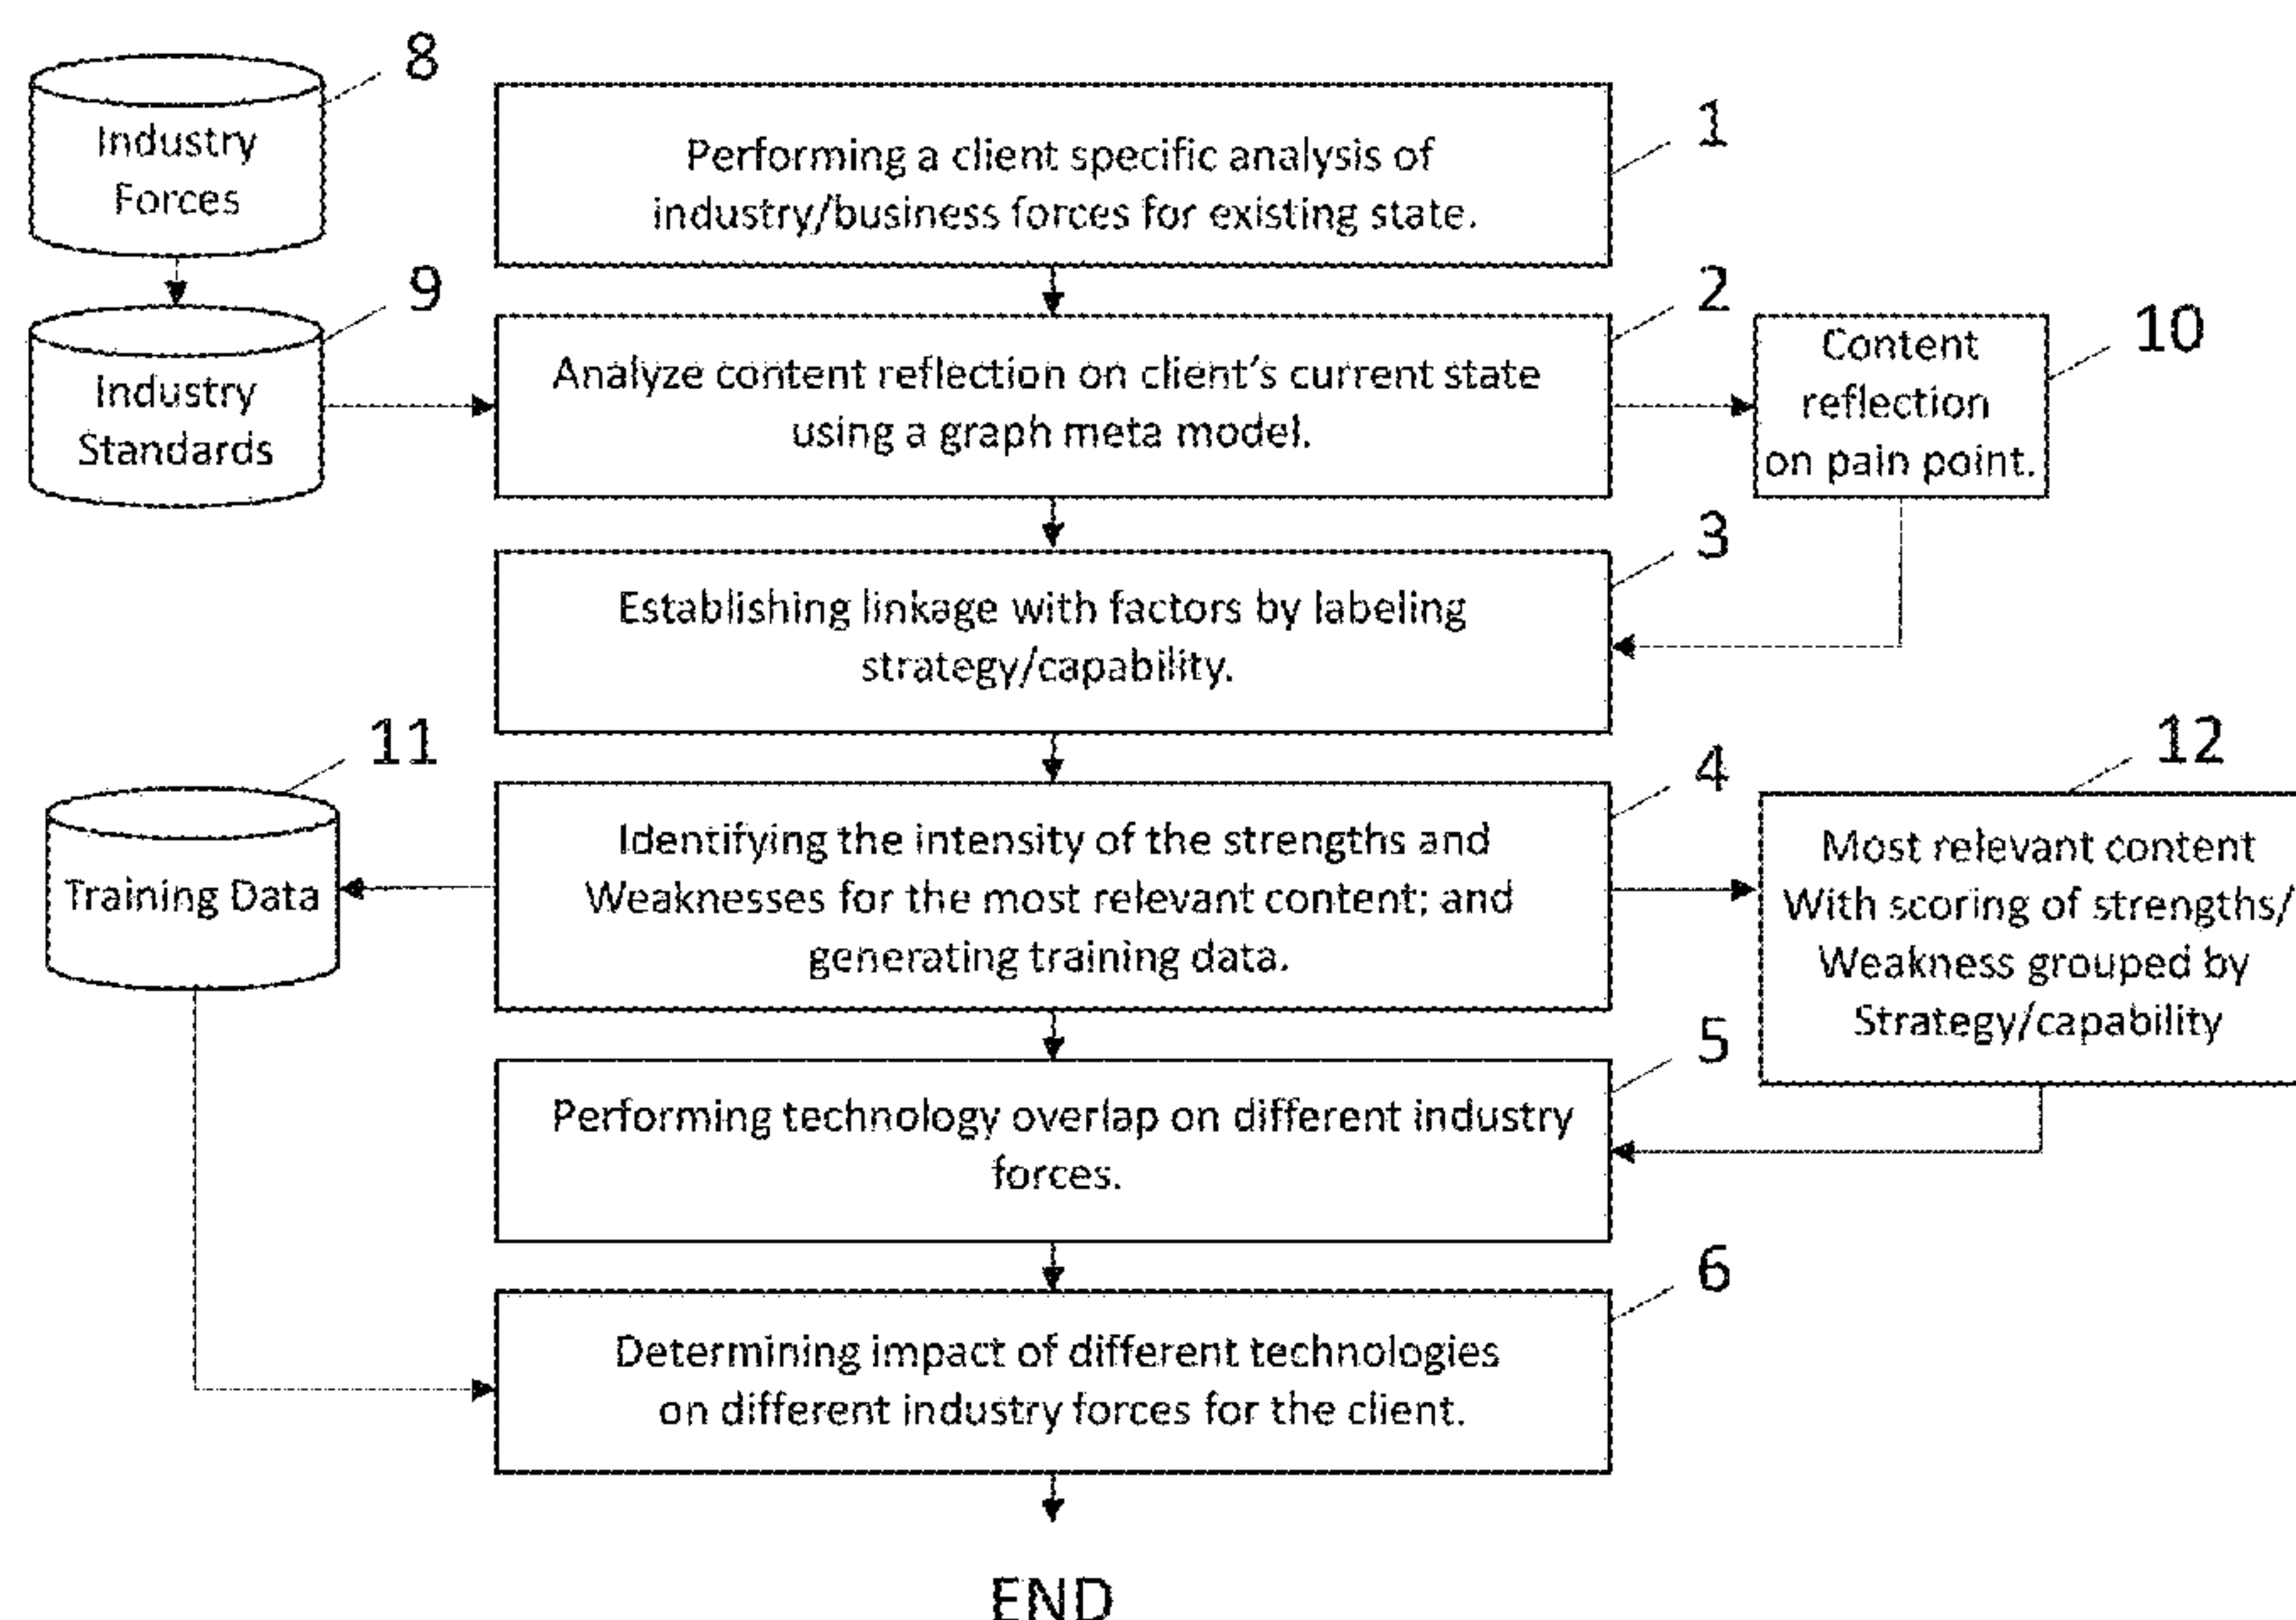 8
Industry
Forces
1
Performing a client specific analysis of
industry/business forces for existing state.
9
Industry
Standards
2
Analyze content reflection on client's current state
using a graph meta model.
10
Content
reflection
on pain point.
3
Establishing linkage with factors by labeling
strategy/capability.
11
Training Data
4
Identifying the intensity of the strengths and
Weaknesses for the most relevant content; and
generating training data.
12
Most relevant content
With scoring of strengths/
Weakness grouped by
Strategy/capability
5
Performing technology overlap on different industry
forces.
6
Determining impact of different technologies
on different industry forces for the client.
END